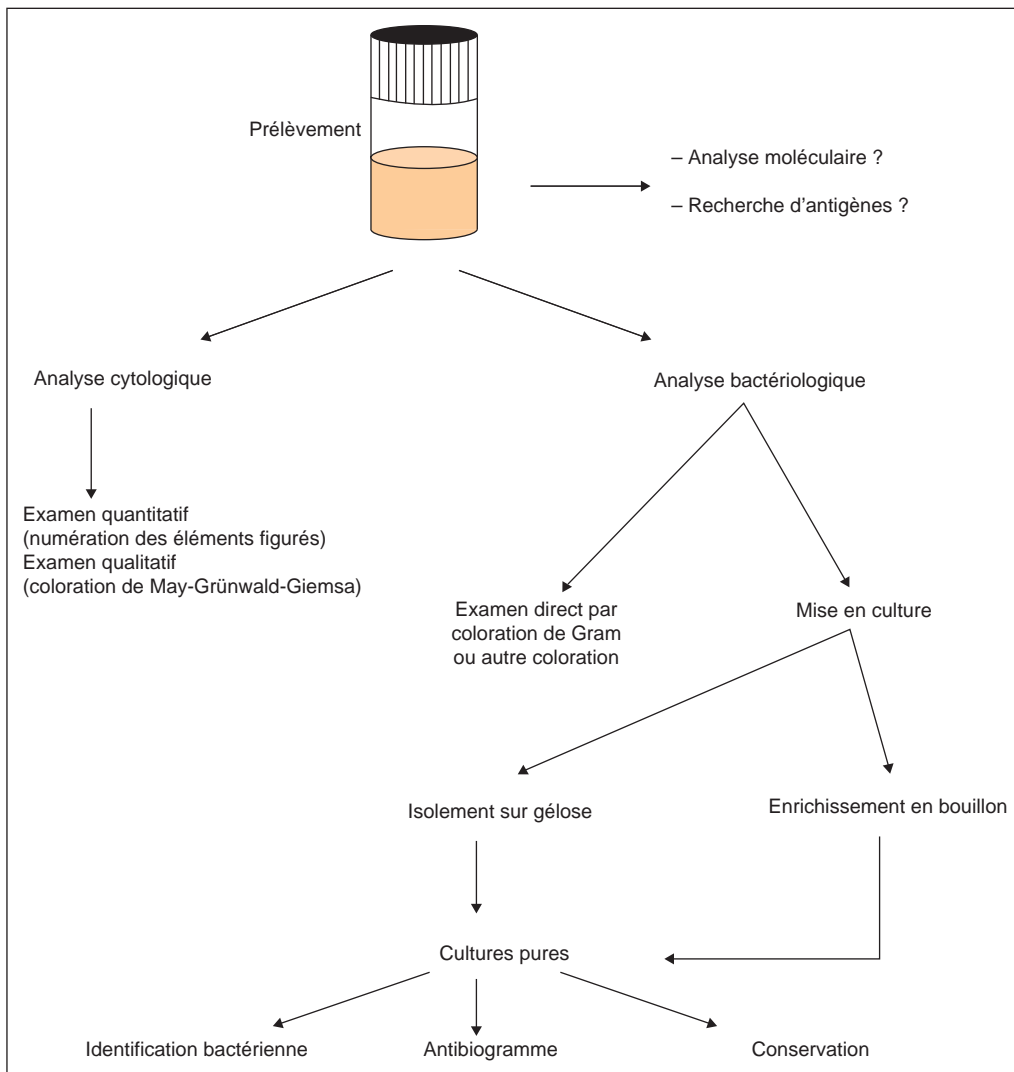 Prélèvement
– Analyse moléculaire ?
– Recherche d'antigènes ?
Analyse cytologique
Analyse bactériologique
Examen quantitatif
(numération des éléments figurés)
Examen qualitatif
(coloration de May-Grünwald-Giemsa)
Examen direct par
coloration de Gram
ou autre coloration
Mise en culture
Isolement sur gélose
Enrichissement en bouillon
Cultures pures
Identification bactérienne
Antibiogramme
Conservation